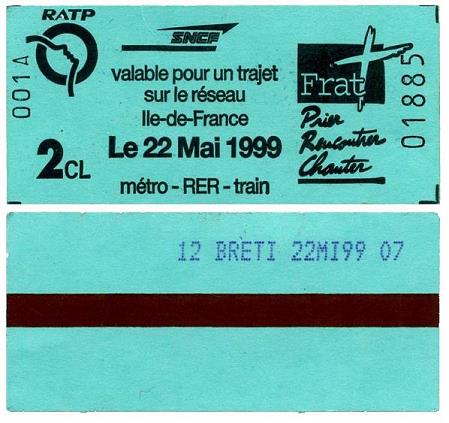 RATP
SNCF
001A
valable pour un trajet
sur le réseau
Ile-de-France
Le 22 Mai 1999
2CL
métro - RER - train
Frat
Prier
Rencontrer
Chanter
01885
12 BRETI 22MI99 07